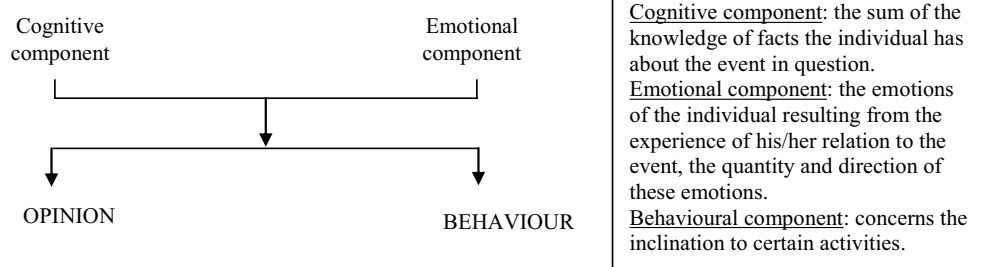 Cognitive
component
Emotional
component
OPINION
BEHAVIOUR
Cognitive component: the sum of the
knowledge of facts the individual has
about the event in question.
Emotional component: the emotions
of the individual resulting from the
experience of his/her relation to the
event, the quantity and direction of
these emotions.
Behavioural component: concerns the
inclination to certain activities.